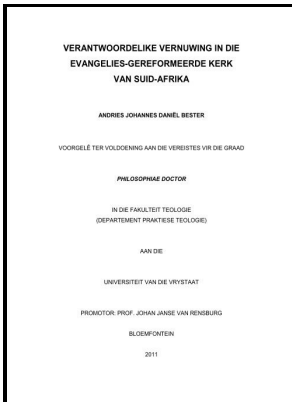 VERANTWOORDELIKE VERNUWING IN DIE
EVANGELIES-GEREFORMEERDE KERK
VAN SUID-AFRIKA
ANDRIES JOHANNES DANIËL BESTER
VOORGELÊ TER VOLDOENING AAN DIE VEREISTES VIR DIE GRAAD
PHILOSOPHIAE DOCTOR
IN DIE FAKULTEIT TEOLOGIE
(DEPARTEMENT PRAKTIESE TEOLOGIE)
AAN DIE
UNIVERSITEIT VAN DIE VRYSTAAT
PROMOTOR: PROF. JOHAN JANSE VAN RENSBURG
BLOEMFONTEIN
2011